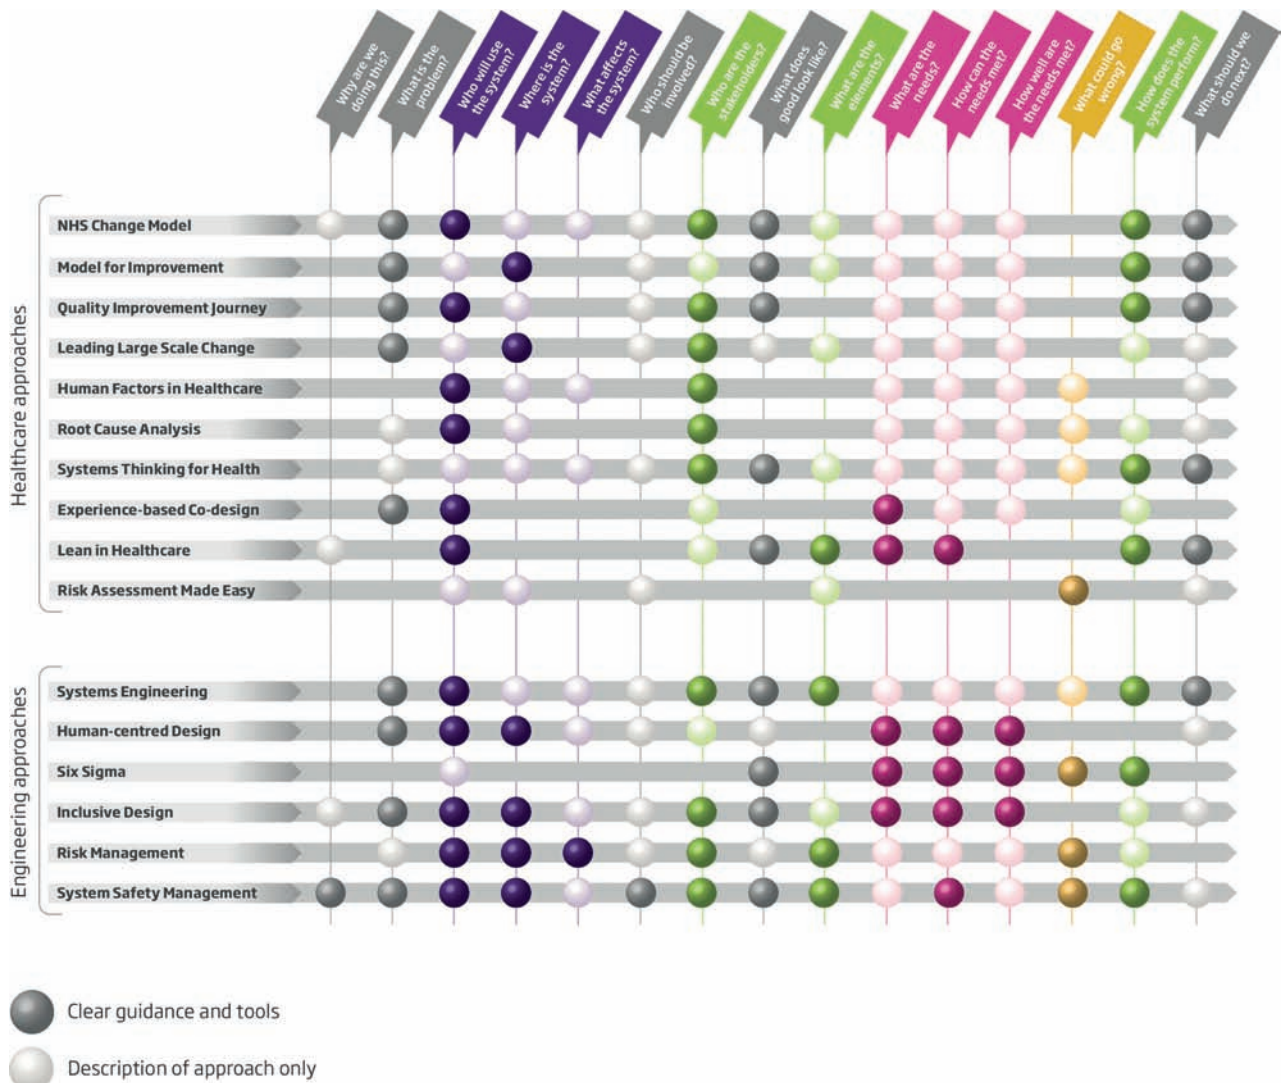 Why are we
doing this?
What is the
problem?
Who will use
the system?
Where is the
system?
What affects
the system?
Who should be
involved?
Who are the
stakeholders?
What does
good look like?
What are the
elements?
What are the
needs?
How can the
needs met?
How well are
the needs met?
What could go
wrong?
How does the
system perform?
What should we
do next?
Healthcare approaches
NHS Change Model
Model for Improvement
Quality Improvement Journey
Leading Large Scale Change
Human Factors in Healthcare
Root Cause Analysis
Systems Thinking for Health
Experience-based Co-design
Lean in Healthcare
Risk Assessment Made Easy
Engineering approaches
Systems Engineering
Human-centred Design
Six Sigma
Inclusive Design
Risk Management
System Safety Management
Clear guidance and tools
Description of approach only